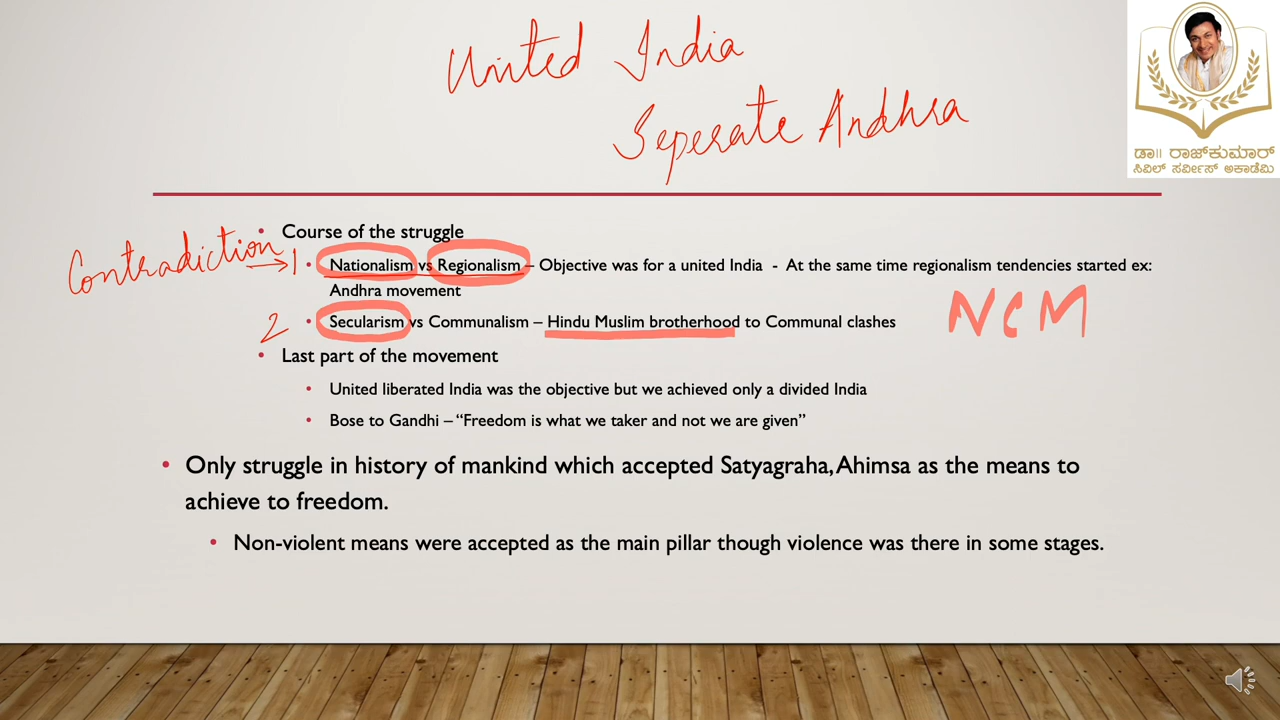 United India
Seperate Andhra
ಡಾ|| ರಾಜ್‌ಕುಮಾರ್
ಸಿವಿಲ್ ಸರ್ವೀಸ್ ಅಕಾಡೆಮಿ
• Course of the struggle
Contradiction → 1 • Nationalism vs Regionalism – Objective was for a united India - At the same time regionalism tendencies started ex:
Andhra movement
2 • Secularism vs Communalism – Hindu Muslim brotherhood to Communal clashes
NCM
• Last part of the movement
• United liberated India was the objective but we achieved only a divided India
• Bose to Gandhi – “Freedom is what we taker and not we are given”
• Only struggle in history of mankind which accepted Satyagraha, Ahimsa as the means to
achieve to freedom.
• Non-violent means were accepted as the main pillar though violence was there in some stages.